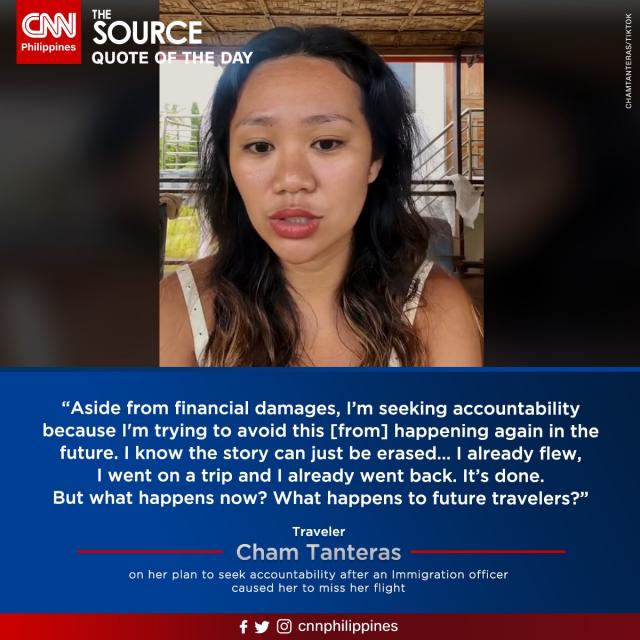 CNN
Philippines
THE
SOURCE
QUOTE OF THE DAY
CHAMTANTERAS/TIKTOK
“Aside from financial damages, I’m seeking accountability
because I'm trying to avoid this [from] happening again in the
future. I know the story can just be erased... I already flew,
I went on a trip and I already went back. It’s done.
But what happens now? What happens to future travelers?”
Traveler
Cham Tanteras
on her plan to seek accountability after an Immigration officer
caused her to miss her flight
cnnphilippines